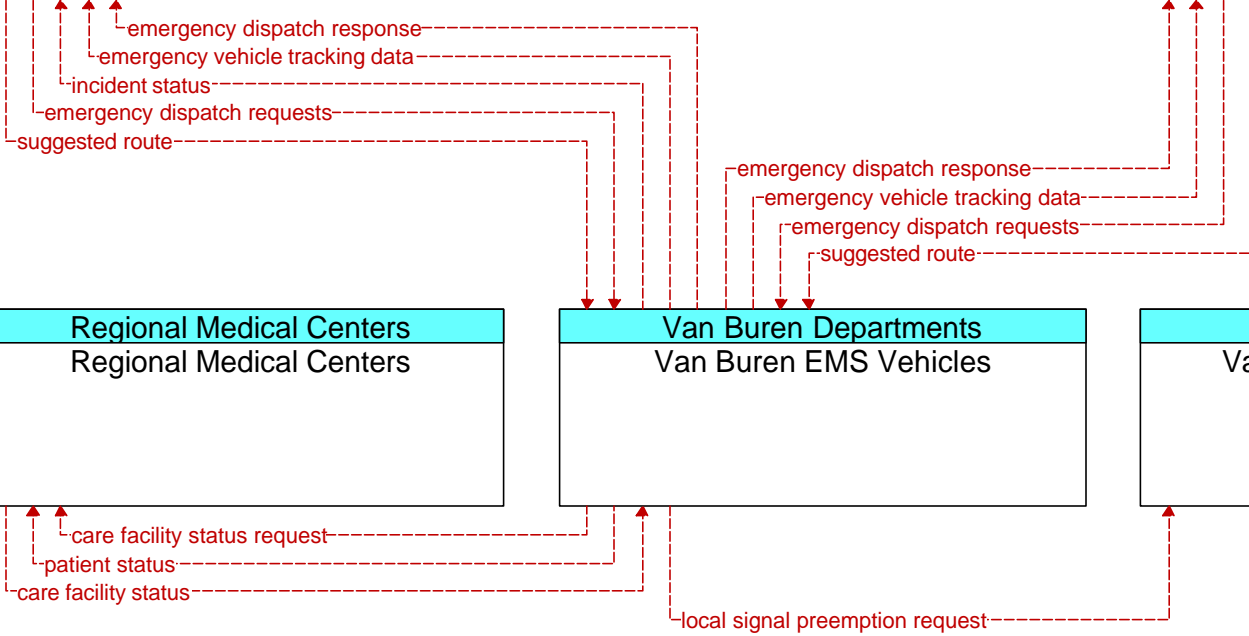 emergency dispatch response
emergency vehicle tracking data
incident status
emergency dispatch requests
suggested route
emergency dispatch response
emergency vehicle tracking data
emergency dispatch requests
suggested route
Regional Medical Centers
Regional Medical Centers
Van Buren Departments
Van Buren EMS Vehicles
care facility status request
patient status
care facility status
local signal preemption request